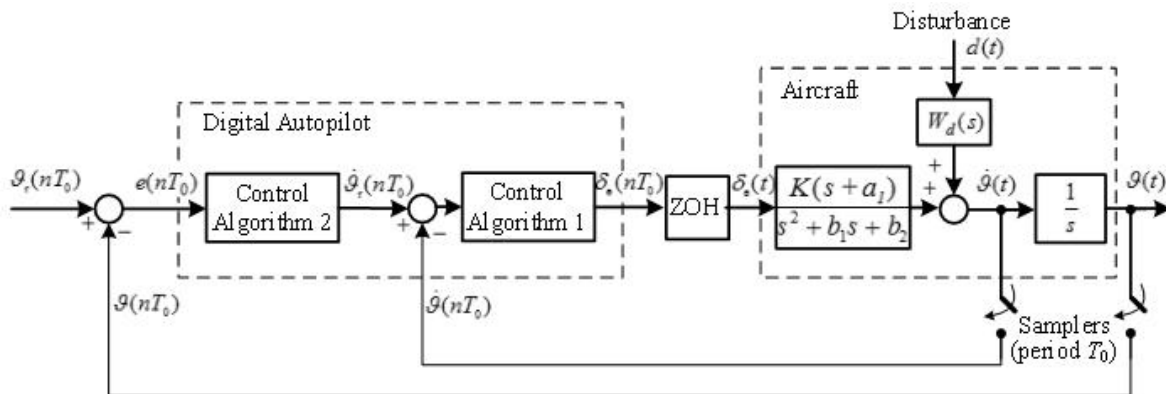 Disturbance
d(t)
Aircraft
Digital Autopilot
W_d(s)
ϑ_r(nT_0)
e(nT_0)
Control
Algorithm 2
ϑ̇_r(nT_0)
Control
Algorithm 1
δ_e(nT_0)
ZOH
δ_e(t)
K(s + a_1)
s^2 + b_1s + b_2
ϑ̇(t)
1
s
ϑ(t)
+
−
+
−
+
+
ϑ(nT_0)
ϑ̇(nT_0)
Samplers
(period T_0)